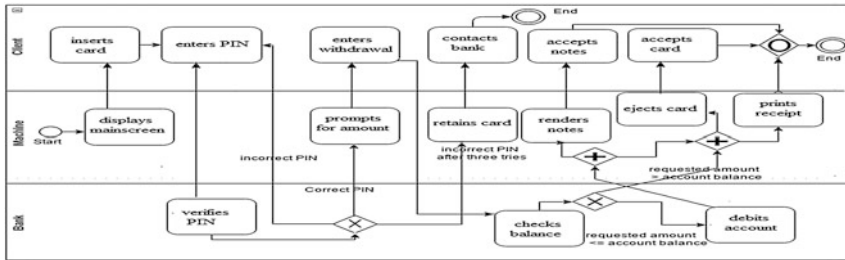 Client
inserts
card
enters PIN
enters
withdrawal
contacts
bank
End
accepts
notes
accepts
card
End
Machine
Start
displays
mainscreen
prompts
for amount
retains card
renders
notes
ejects card
prints
receipt
incorrect PIN
incorrect PIN
after three tries
requested amount
> account balance
Correct PIN
Bank
verifies
PIN
checks
balance
requested amount
<= account balance
debits
account